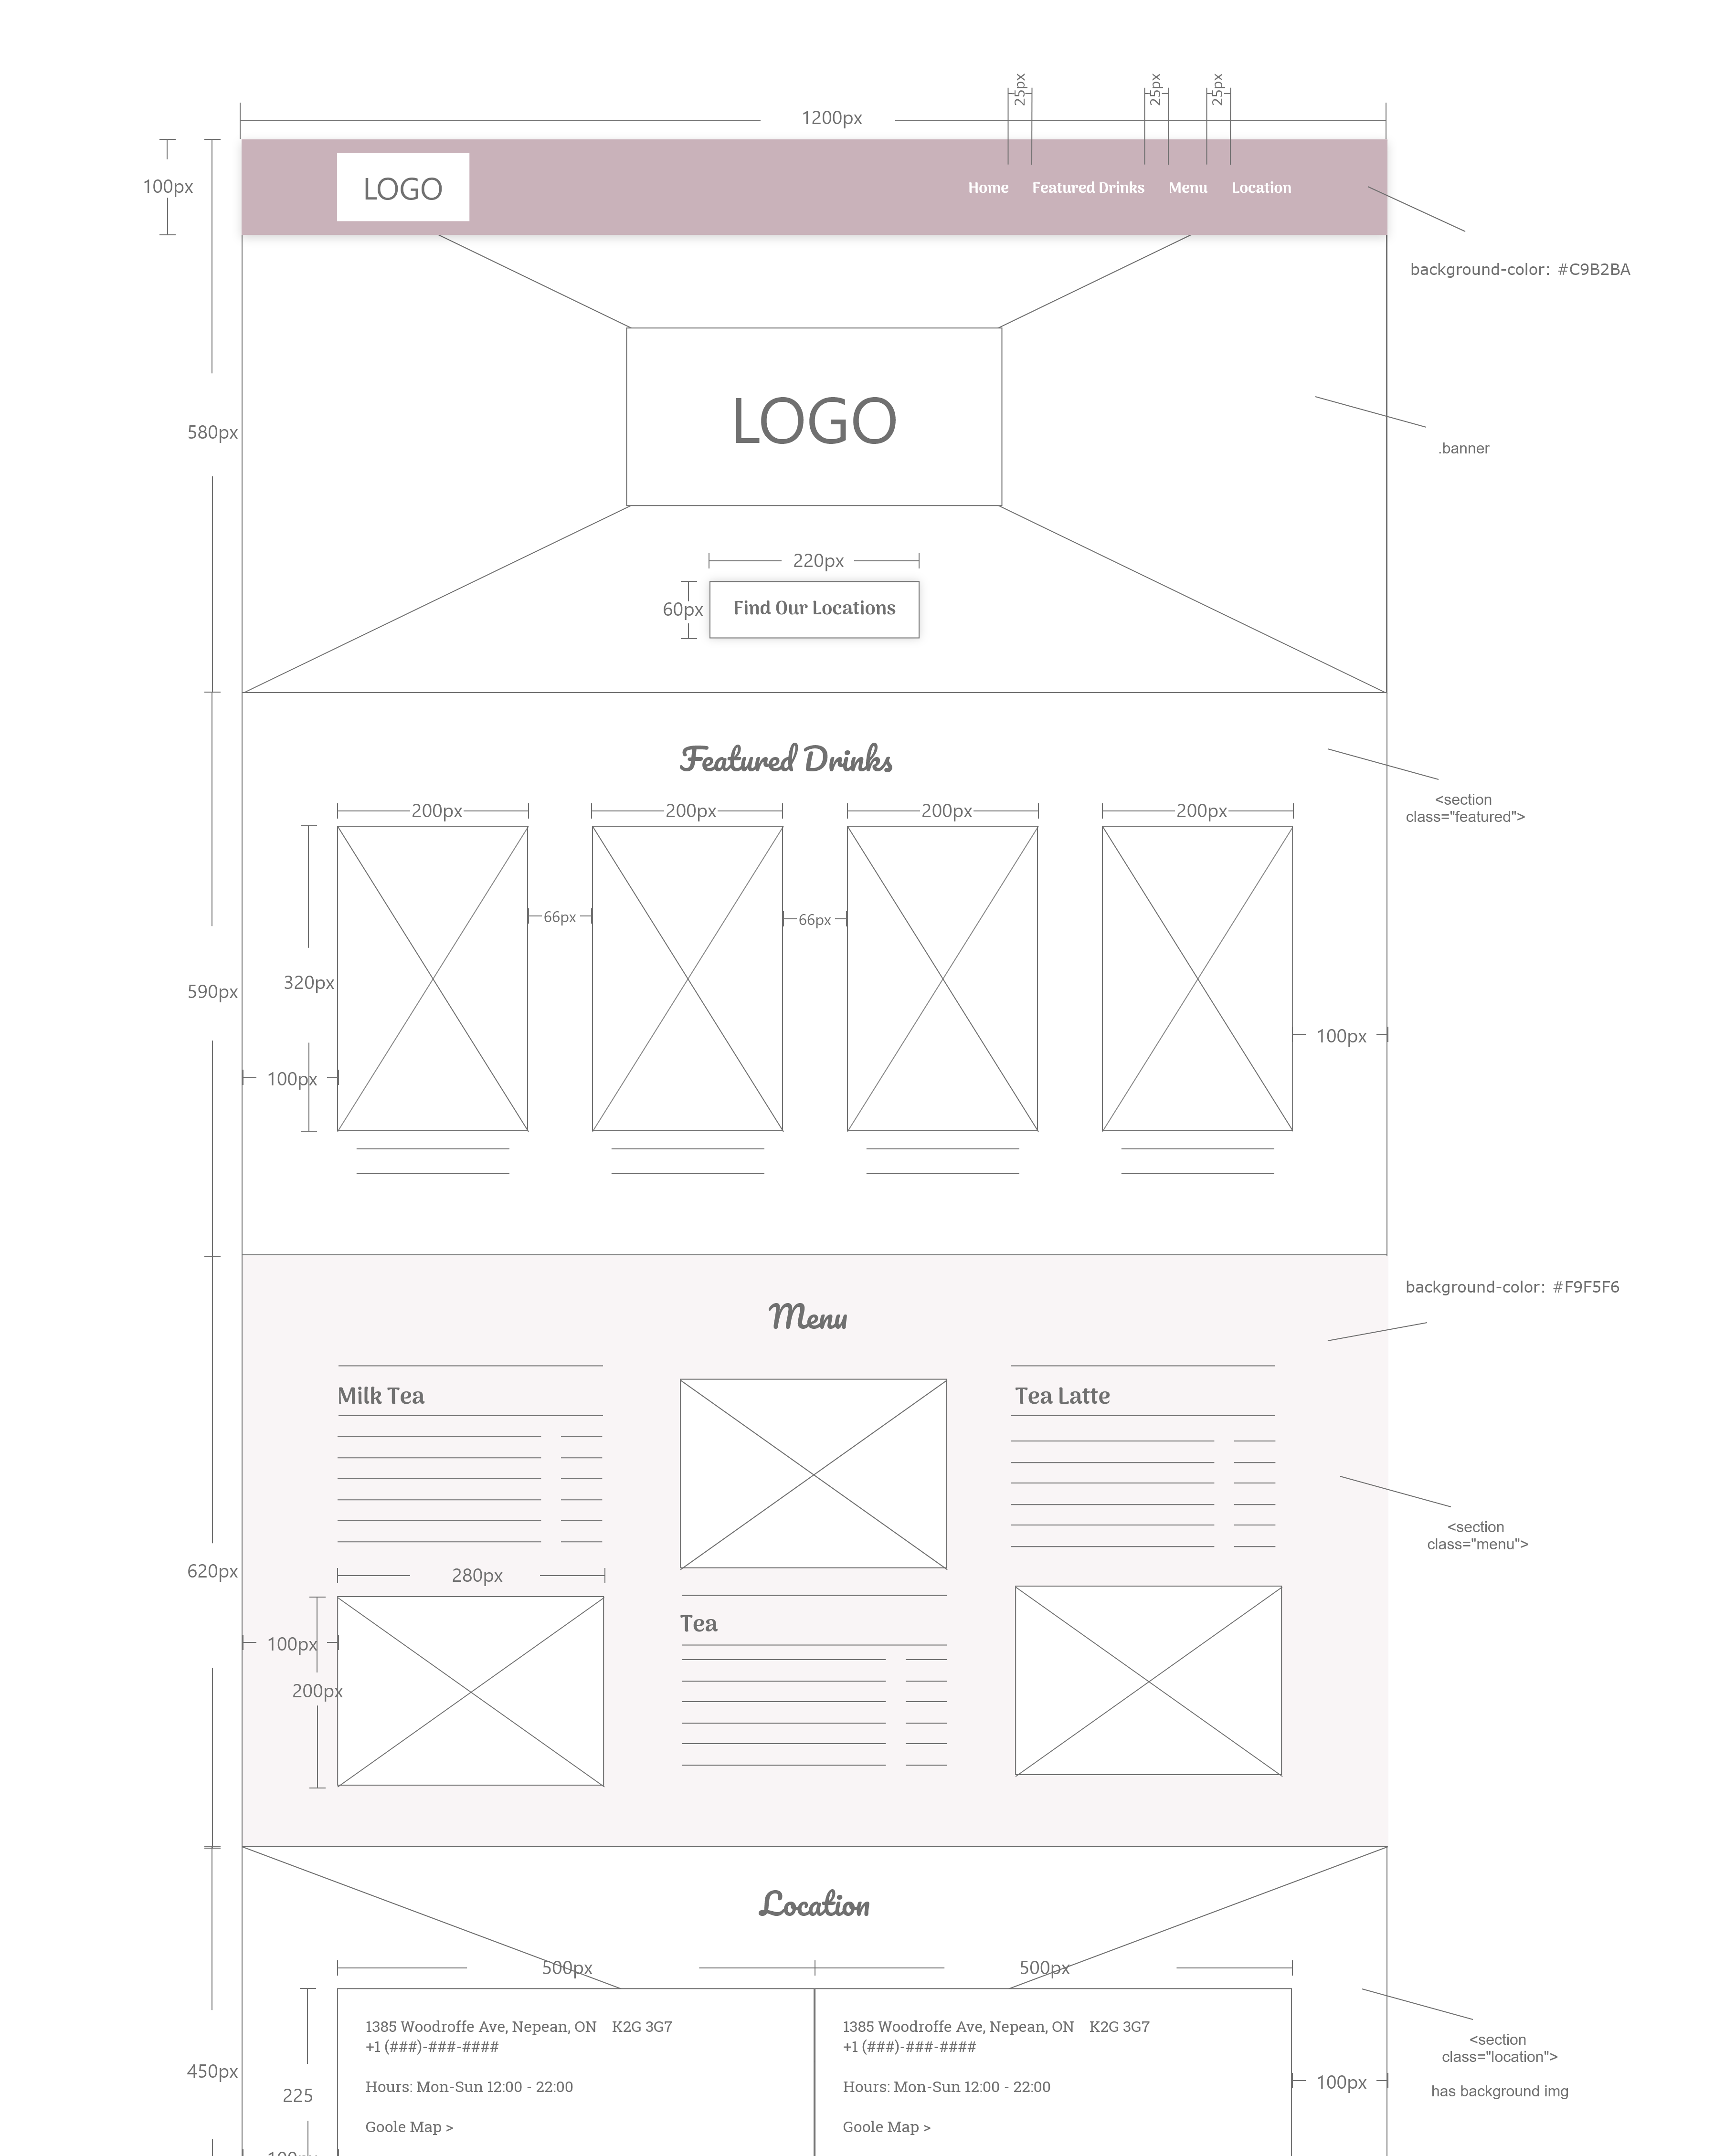 25px
25px
25px
1200px
100px
LOGO
Home
Featured Drinks
Menu
Location
background-color: #C9B2BA
580px
LOGO
.banner
220px
60px
Find Our Locations
Featured Drinks
<section
class="featured">
200px
200px
200px
200px
66px
66px
590px
320px
100px
100px
Menu
background-color: #F9F5F6
Milk Tea
Tea Latte
<section
class="menu">
620px
280px
Tea
100px
200px
Location
500px
500px
1385 Woodroffe Ave, Nepean, ON    K2G 3G7
+1 (###)-###-####
Hours: Mon-Sun 12:00 - 22:00
Goole Map >
1385 Woodroffe Ave, Nepean, ON    K2G 3G7
+1 (###)-###-####
Hours: Mon-Sun 12:00 - 22:00
Goole Map >
<section
class="location">
has background img
450px
225
100px